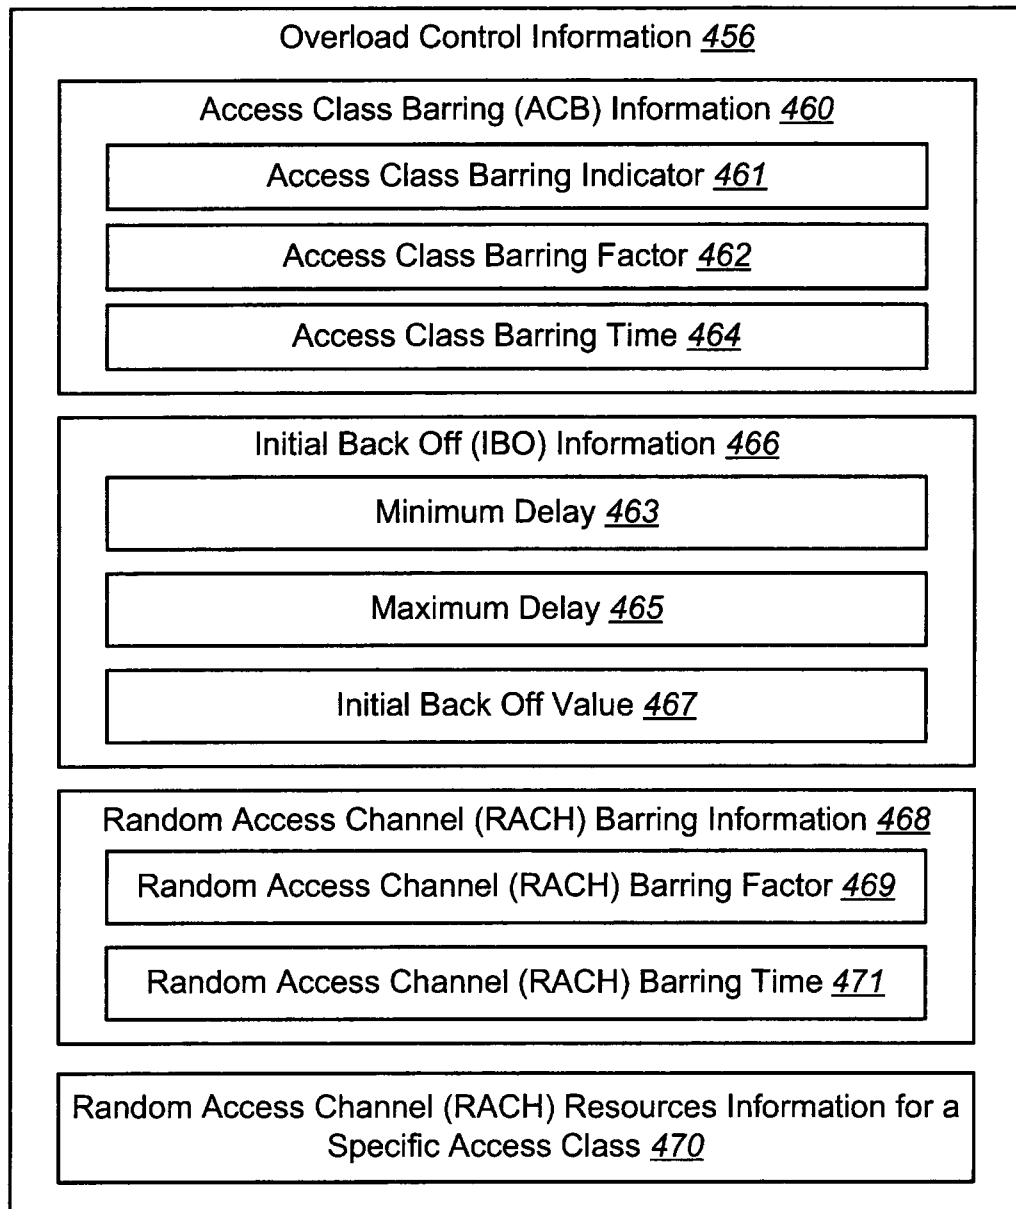 Overload Control Information 456
Access Class Barring (ACB) Information 460
Access Class Barring Indicator 461
Access Class Barring Factor 462
Access Class Barring Time 464
Initial Back Off (IBO) Information 466
Minimum Delay 463
Maximum Delay 465
Initial Back Off Value 467
Random Access Channel (RACH) Barring Information 468
Random Access Channel (RACH) Barring Factor 469
Random Access Channel (RACH) Barring Time 471
Random Access Channel (RACH) Resources Information for a
Specific Access Class 470